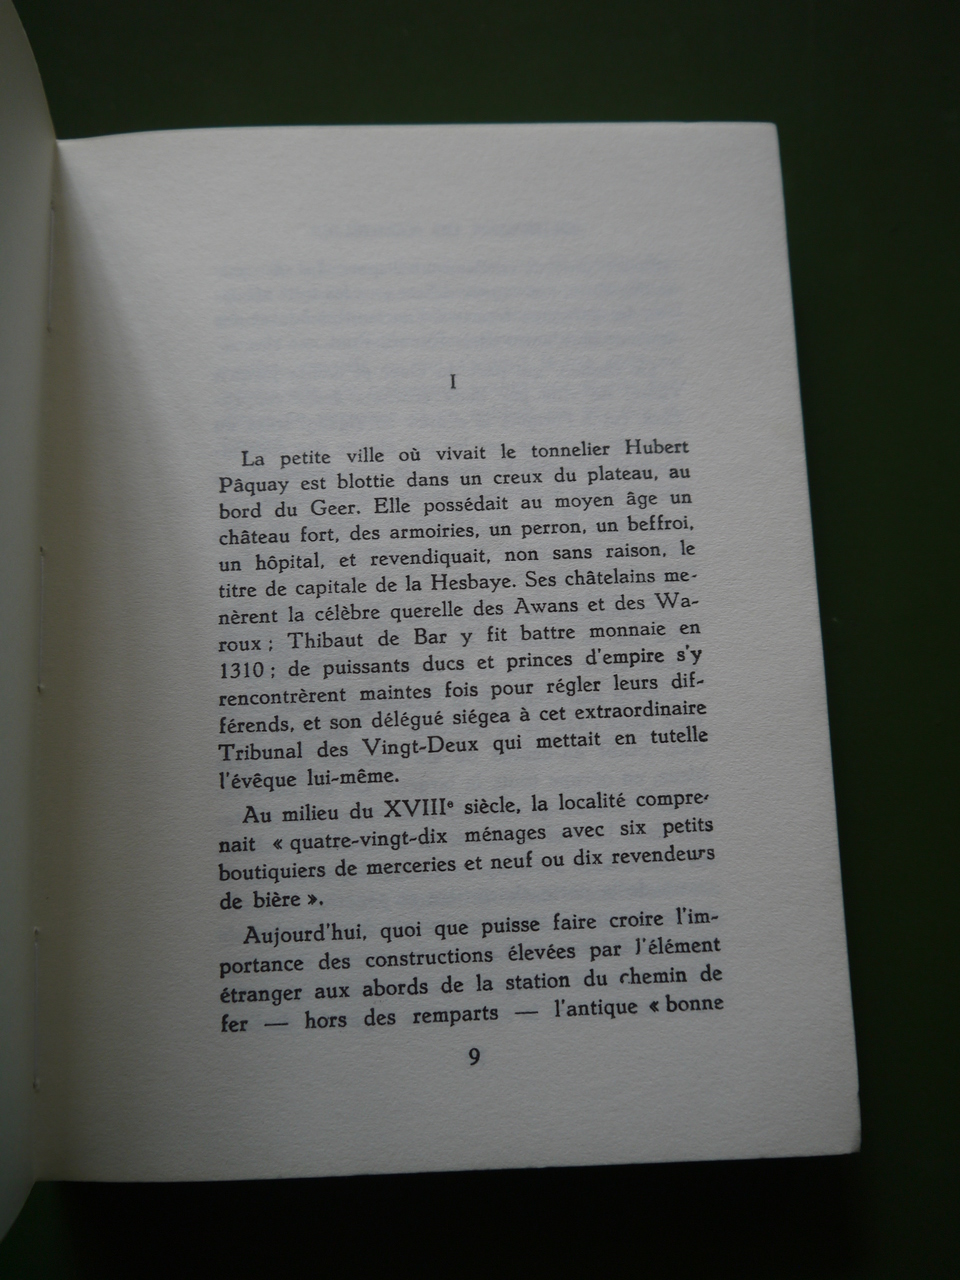 I
La petite ville où vivait le tonnelier Hubert
Pâquay est blottie dans un creux du plateau, au
bord du Geer. Elle possédait au moyen âge un
château fort, des armoiries, un perron, un beffroi,
un hôpital, et revendiquait, non sans raison, le
titre de capitale de la Hesbaye. Ses châtelains me-
nèrent la célèbre querelle des Awans et des Wa-
roux ; Thibaut de Bar y fit battre monnaie en
1310 ; de puissants ducs et princes d'empire s'y
rencontrèrent maintes fois pour régler leurs dif-
férends, et son délégué siégea à cet extraordinaire
Tribunal des Vingt-Deux qui mettait en tutelle
l'évêque lui-même.
Au milieu du XVIIIe siècle, la localité compre-
nait « quatre-vingt-dix ménages avec six petits
boutiquiers de merceries et neuf ou dix revendeurs
de bière ».
Aujourd'hui, quoi que puisse faire croire l'im-
portance des constructions élevées par l'élément
étranger aux abords de la station du chemin de
fer — hors des remparts — l'antique « bonne
9